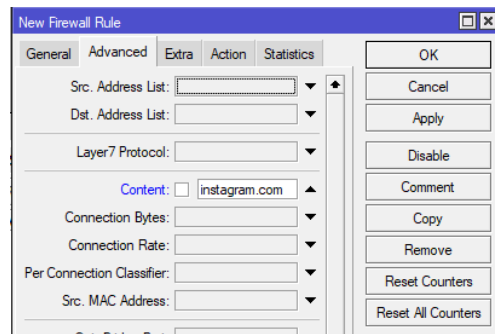 New Firewall Rule
General Advanced Extra Action Statistics
OK
Src. Address List:
Cancel
Dst. Address List:
Apply
Layer7 Protocol:
Disable
Content: instagram.com
Comment
Connection Bytes:
Copy
Connection Rate:
Remove
Per Connection Classifier:
Reset Counters
Src. MAC Address:
Reset All Counters